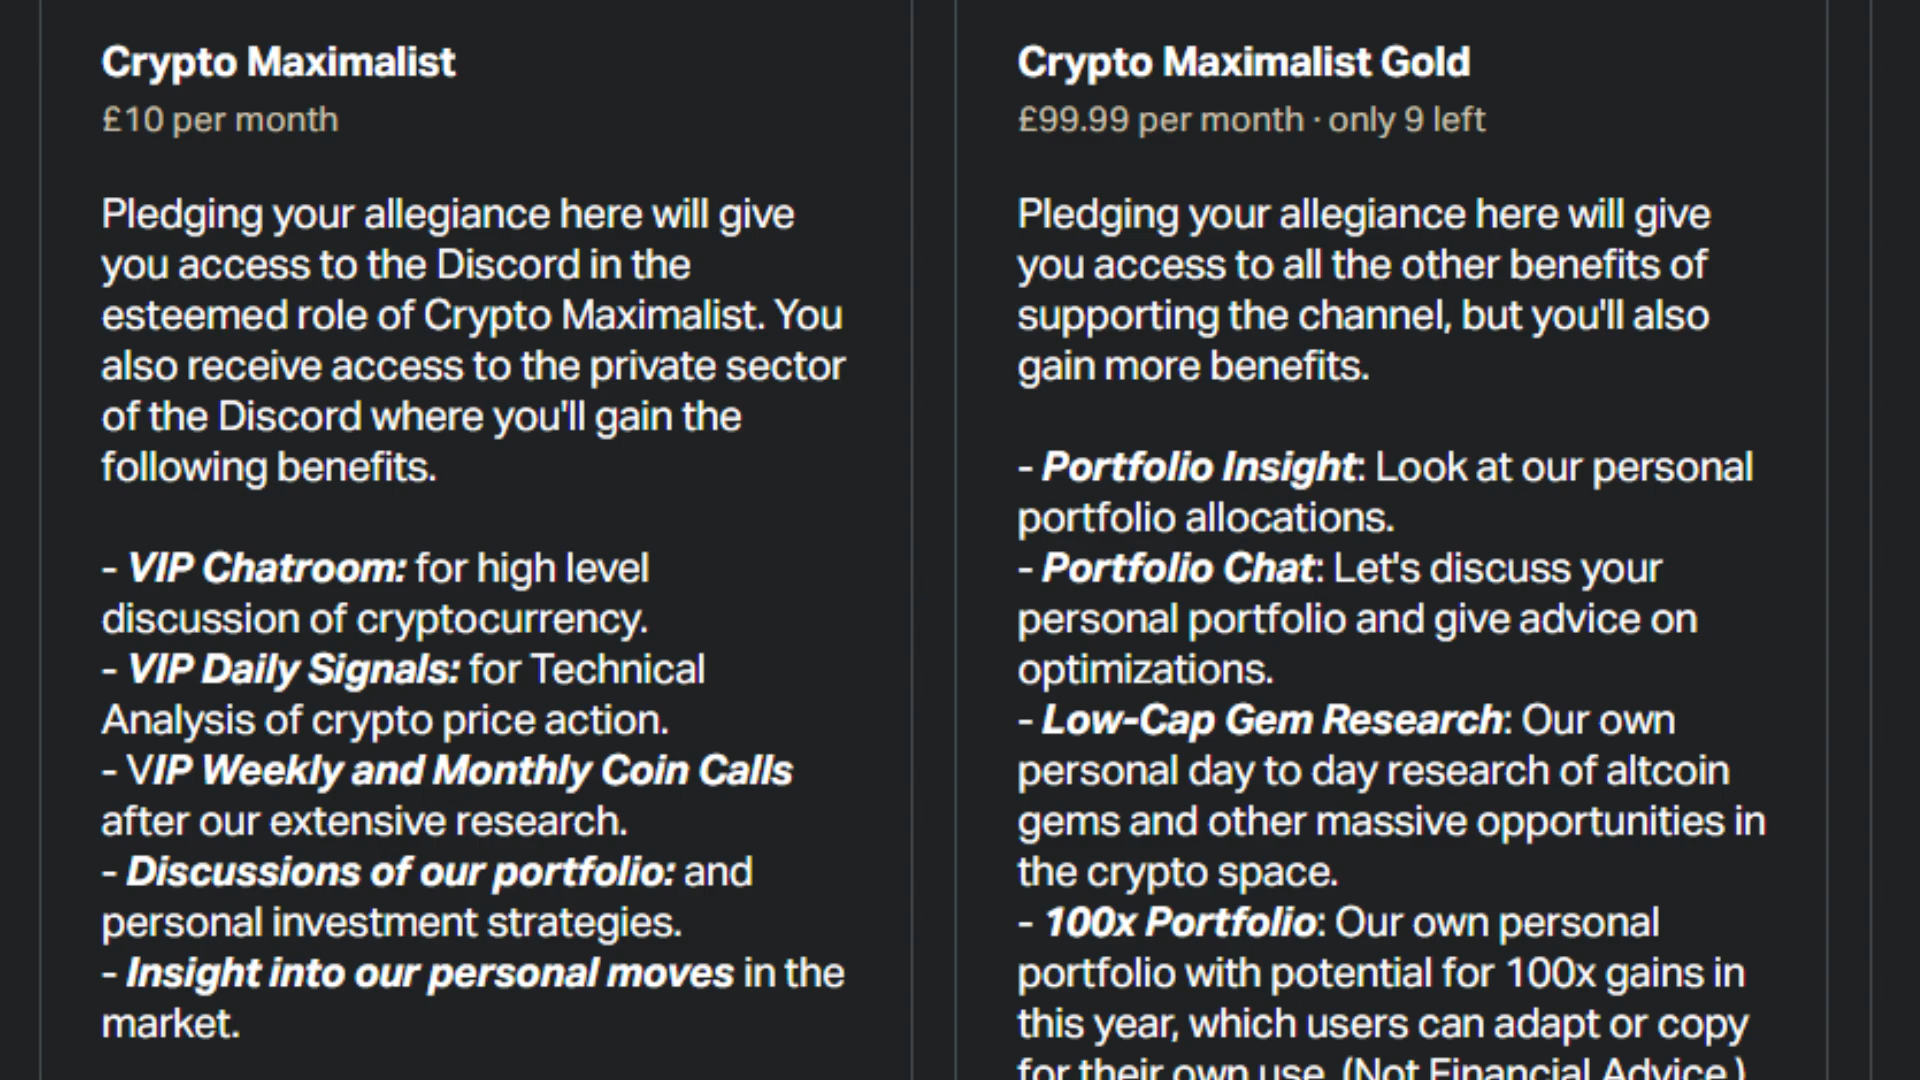 Crypto Maximalist
£10 per month
Pledging your allegiance here will give
you access to the Discord in the
esteemed role of Crypto Maximalist. You
also receive access to the private sector
of the Discord where you'll gain the
following benefits.
- VIP Chatroom: for high level
discussion of cryptocurrency.
- VIP Daily Signals: for Technical
Analysis of crypto price action.
- VIP Weekly and Monthly Coin Calls
after our extensive research.
- Discussions of our portfolio: and
personal investment strategies.
- Insight into our personal moves in the
market.
Crypto Maximalist Gold
£99.99 per month · only 9 left
Pledging your allegiance here will give
you access to all the other benefits of
supporting the channel, but you'll also
gain more benefits.
- Portfolio Insight: Look at our personal
portfolio allocations.
- Portfolio Chat: Let's discuss your
personal portfolio and give advice on
optimizations.
- Low-Cap Gem Research: Our own
personal day to day research of altcoin
gems and other massive opportunities in
the crypto space.
- 100x Portfolio: Our own personal
portfolio with potential for 100x gains in
this year, which users can adapt or copy
for their own use. (Not Financial Advice.)